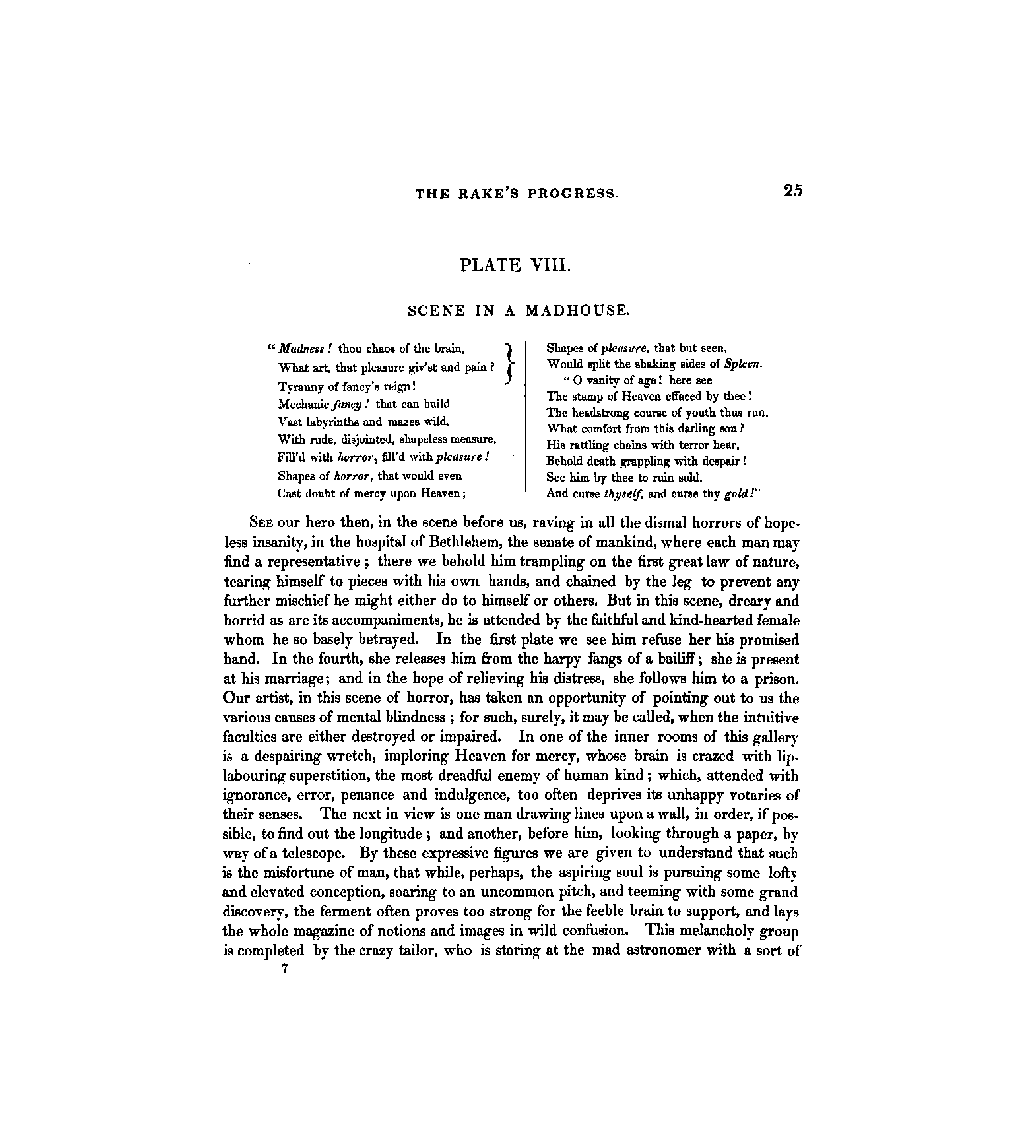 THE RAKE'S PROGRESS. 25
PLATE VIII.
SCENE IN A MADHOUSE.
" Madness! thou chaos of the brain,
What art, that pleasure giv'st and pain?
Tyranny of fancy's reign!
Mechanic fancy! that can build
Vast labyrinths and mazes wild,
With rude, disjointed, shapeless measure,
Fill'd with horror, fill'd with pleasure!
Shapes of horror, that would even
Cast doubt of mercy upon Heaven;
Shapes of pleasure, that but seen,
Would split the shaking sides of Spleen.
" O vanity of age! here see
The stamp of Heaven effaced by thee!
The headstrong course of youth thus run,
What comfort from this darling son?
His rattling chains with terror hear,
Behold death grappling with despair!
See him by thee to ruin sold,
And curse thyself, and curse thy gold!"
SEE our hero then, in the scene before us, raving in all the dismal horrors of hope-
less insanity, in the hospital of Bethlehem, the senate of mankind, where each man may
find a representative; there we behold him trampling on the first great law of nature,
tearing himself to pieces with his own hands, and chained by the leg to prevent any
further mischief he might either do to himself or others. But in this scene, dreary and
horrid as are its accompaniments, he is attended by the faithful and kind-hearted female
whom he so basely betrayed. In the first plate we see him refuse her his promised
hand. In the fourth, she releases him from the harpy fangs of a bailiff; she is present
at his marriage; and in the hope of relieving his distress, she follows him to a prison.
Our artist, in this scene of horror, has taken an opportunity of pointing out to us the
various causes of mental blindness; for such, surely, it may be called, when the intuitive
faculties are either destroyed or impaired. In one of the inner rooms of this gallery
is a despairing wretch, imploring Heaven for mercy, whose brain is crazed with lip-
labouring superstition, the most dreadful enemy of human kind; which, attended with
ignorance, error, penance and indulgence, too often deprives its unhappy votaries of
their senses. The next in view is one man drawing lines upon a wall, in order, if pos-
sible, to find out the longitude; and another, before him, looking through a paper, by
way of a telescope. By these expressive figures we are given to understand that such
is the misfortune of man, that while, perhaps, the aspiring soul is pursuing some lofty
and elevated conception, soaring to an uncommon pitch, and teeming with some grand
discovery, the ferment often proves too strong for the feeble brain to support, and lays
the whole magazine of notions and images in wild confusion. This melancholy group
is completed by the crazy tailor, who is staring at the mad astronomer with a sort of
7